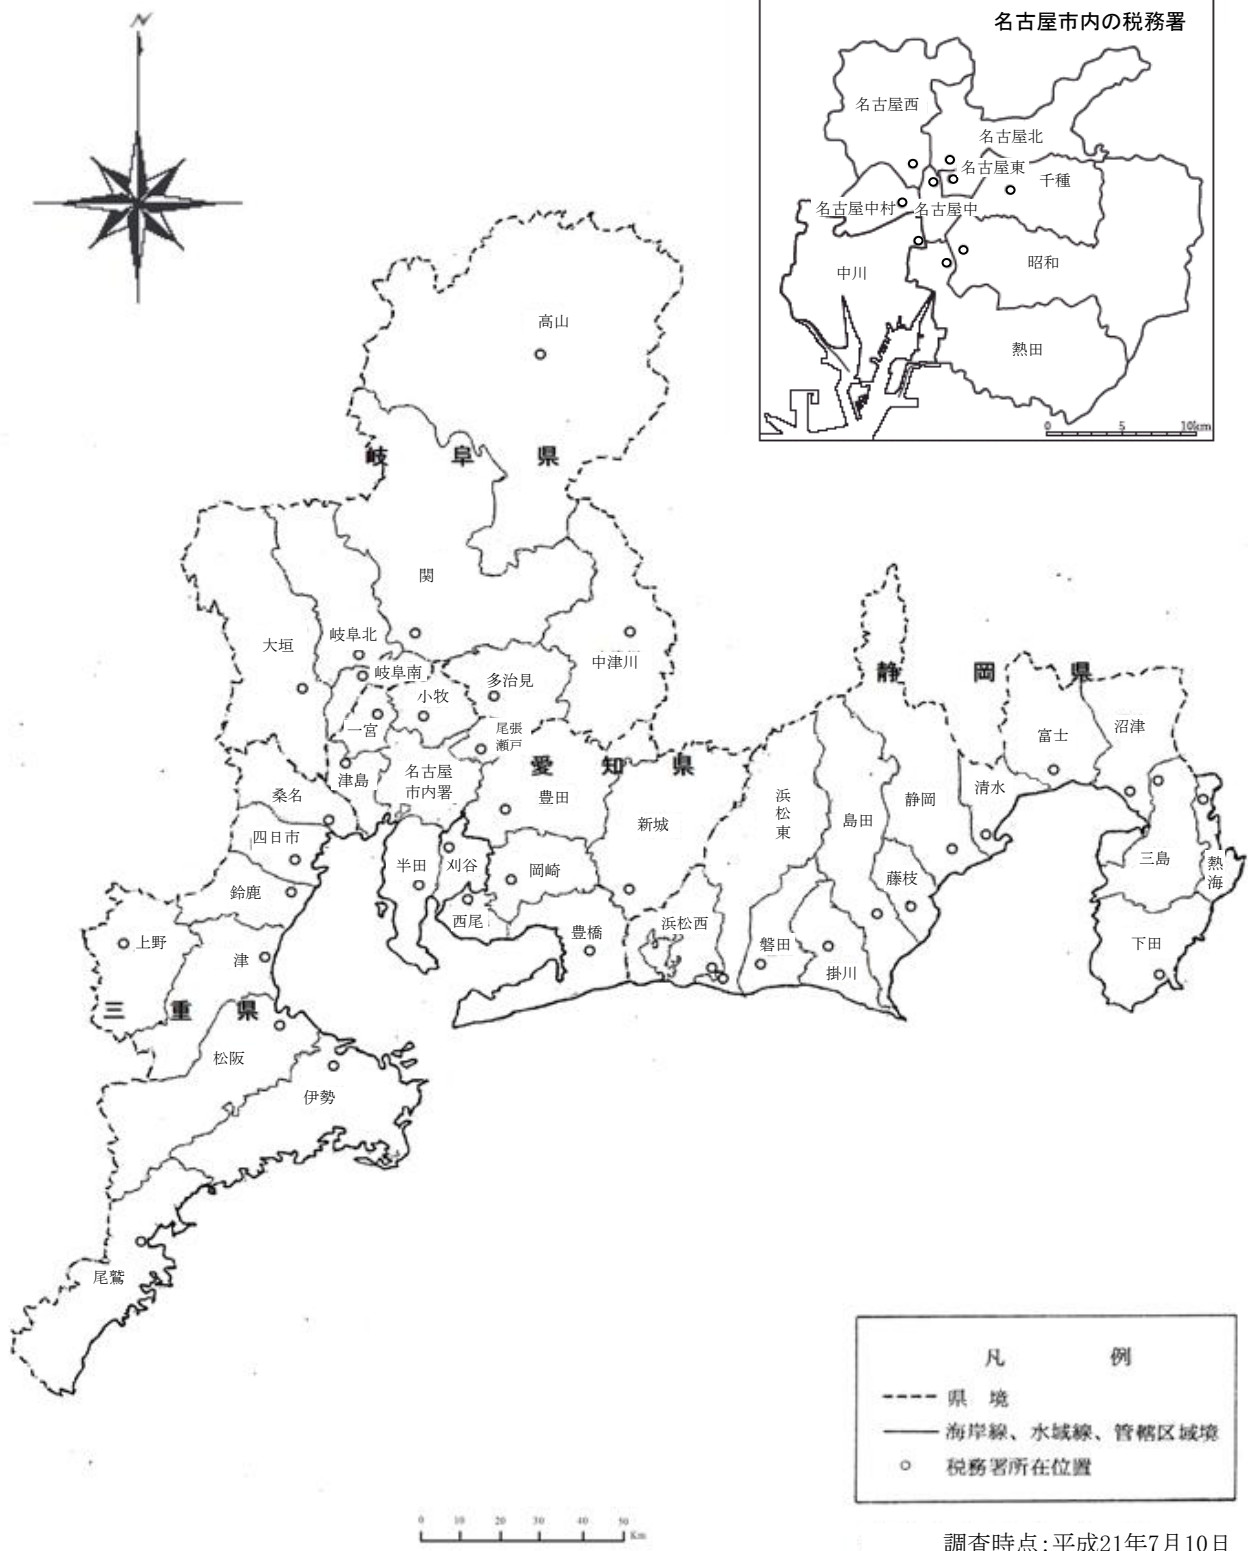 N
名古屋市内の税務署
名古屋西
名古屋北
名古屋東
千種
名古屋中村
名古屋中
昭和
中川
熱田
0 5 10km
高山
岐 阜 県
関
大垣
岐阜北
岐阜南
中津川
多治見
小牧
一宮
尾張
瀬戸
津島
名古屋
市内署
愛 知 県
豊田
新城
桑名
四日市
鈴鹿
半田
刈谷
岡崎
西尾
豊橋
上野
津
三 重 県
松阪
伊勢
尾鷲
静 岡 県
富士
沼津
清水
静岡
島田
浜
松
東
藤枝
三島
熱
海
浜松西
磐田
掛川
下田
凡 例
県 境
海岸線、水域線、管轄区域境
税務署所在位置
0 10 20 30 40 50 Km
調査時点:平成21年7月10日